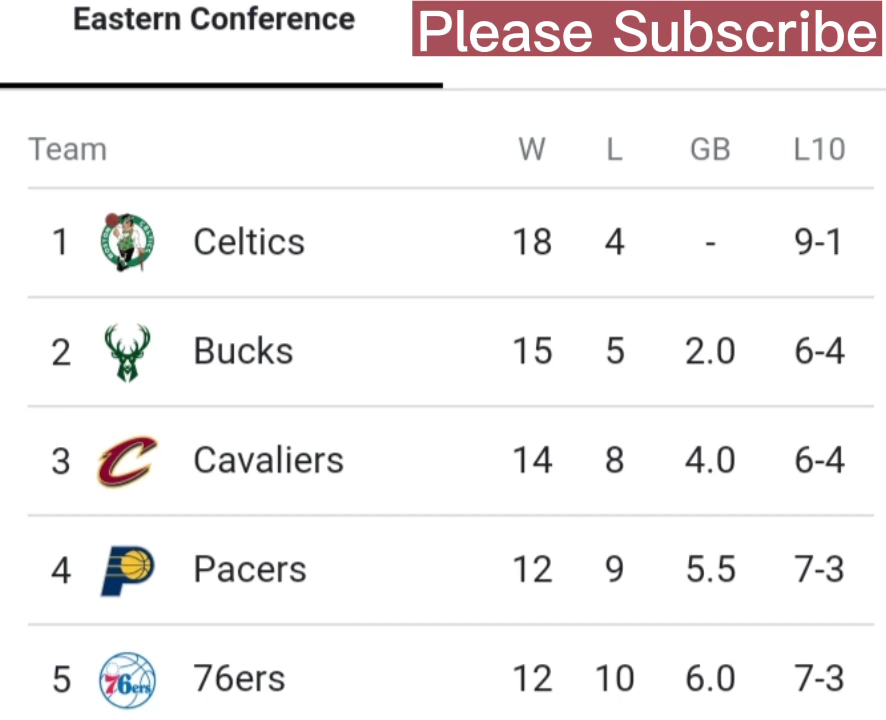 Eastern Conference Please Subscribe
Team W L GB L10
1 Celtics 18 4 - 9-1
2 Bucks 15 5 2.0 6-4
3 Cavaliers 14 8 4.0 6-4
4 Pacers 12 9 5.5 7-3
5 76ers 76ers 12 10 6.0 7-3